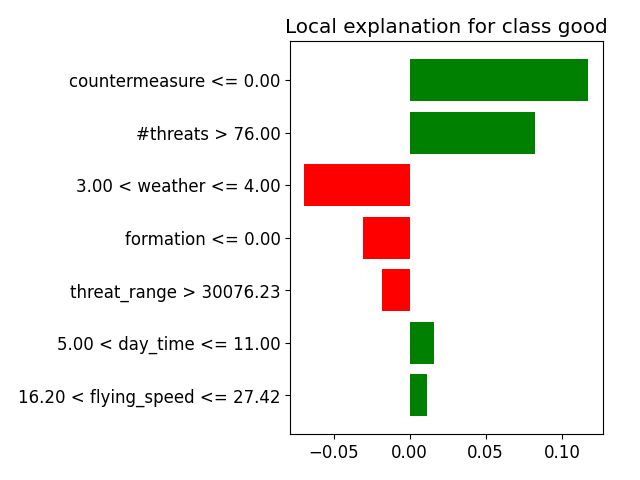 Local explanation for class good
countermeasure <= 0.00
#threats > 76.00
3.00 < weather <= 4.00
formation <= 0.00
threat_range > 30076.23
5.00 < day_time <= 11.00
16.20 < flying_speed <= 27.42
−0.05 0.00 0.05 0.10